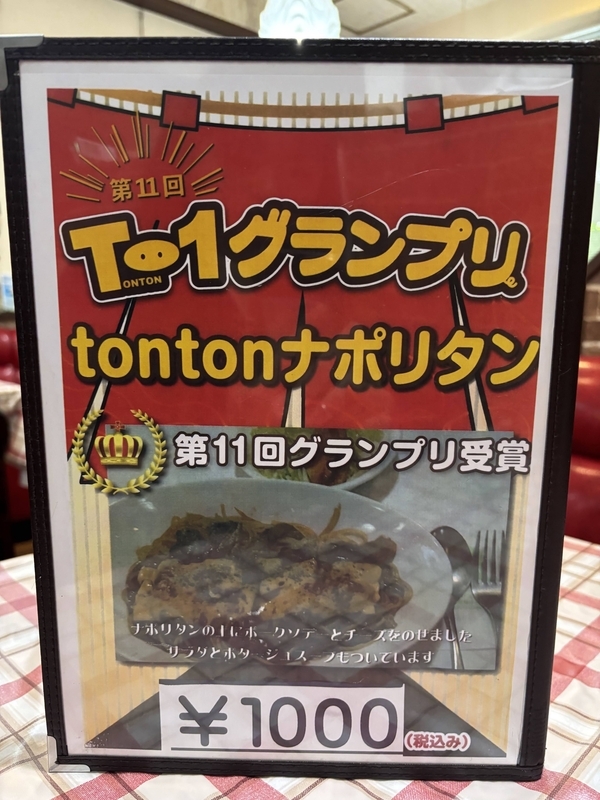 第11回
TONTON-1グランプリ
tontonナポリタン
第11回グランプリ受賞
ナポリタンの上にポークソテーとチーズをのせました
サラダとポタージュスープもついています
¥1000
(税込み)